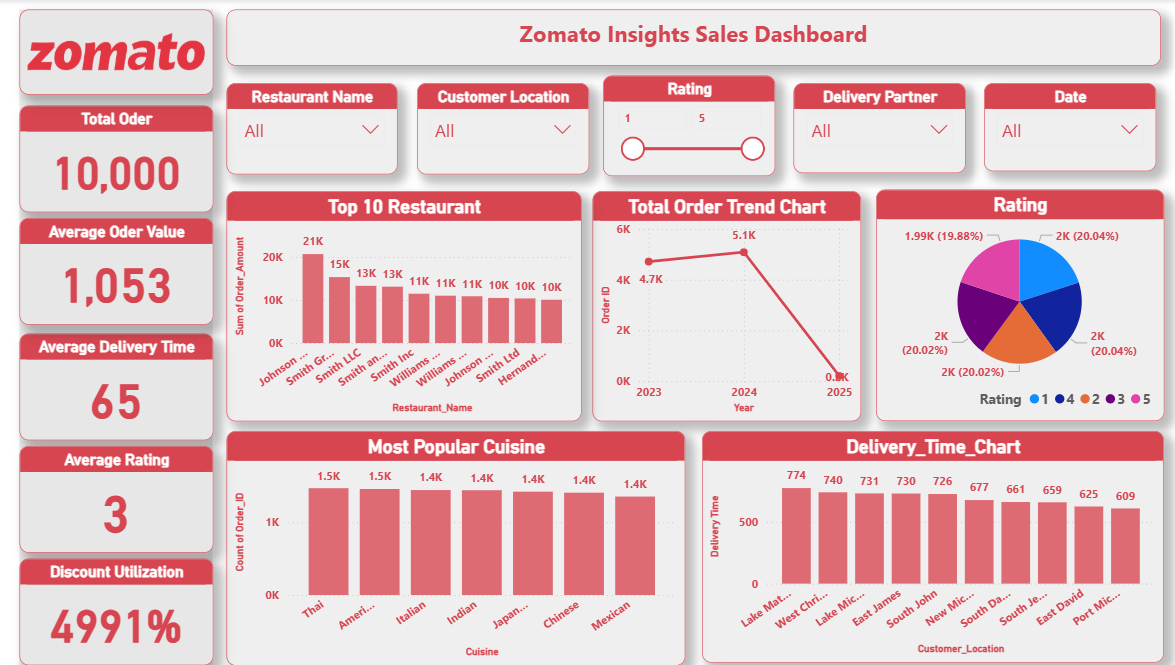 zomato
Zomato Insights Sales Dashboard
Restaurant Name
All
Customer Location
All
Rating
1 5
Delivery Partner
All
Date
All
Total Oder
10,000
Average Oder Value
1,053
Average Delivery Time
65
Average Rating
3
Discount Utilization
4991%
Top 10 Restaurant
Sum of Order_Amount
20K
10K
0K
21K
15K
13K
13K
11K
11K
11K
10K
10K
10K
Johnson ...
Smith Gr...
Smith LLC
Smith an...
Smith Inc
Williams ...
Williams ...
Johnson ...
Smith Ltd
Hernand...
Restaurant_Name
Total Order Trend Chart
Order ID
6K
4K
2K
0K
4.7K
5.1K
2023
2024
2025
Year
Rating
1.99K (19.88%)
2K (20.04%)
2K
(20.04%)
2K (20.02%)
2K
(20.02%)
Rating 1 4 2 3 5
Most Popular Cuisine
Count of Order_ID
1K
0K
1.5K
1.5K
1.4K
1.4K
1.4K
1.4K
1.4K
Thai
Ameri...
Italian
Indian
Japan...
Chinese
Mexican
Cuisine
Delivery_Time_Chart
Delivery Time
500
0
774
740
731
730
726
677
661
659
625
609
Lake Mat...
West Chri...
Lake Mic...
East James
South John
New Mic...
South Da...
South Je...
East David
Port Mic...
Customer_Location